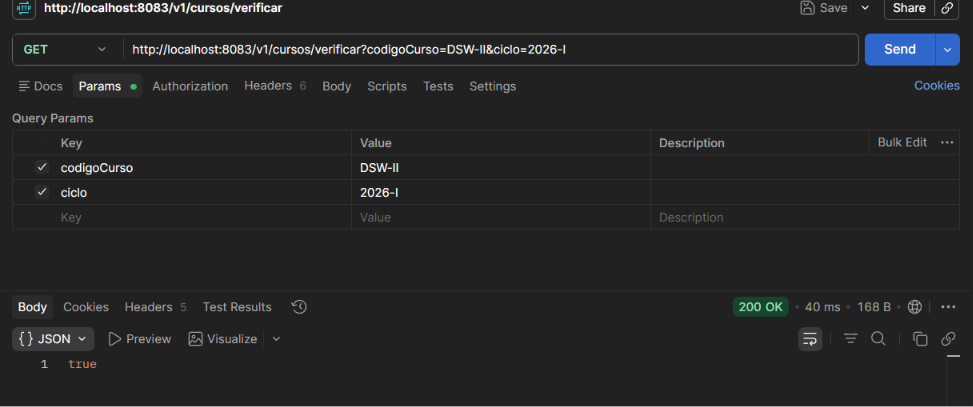 HTTP http://localhost:8083/v1/cursos/verificar Save Share
GET http://localhost:8083/v1/cursos/verificar?codigoCurso=DSW-II&ciclo=2026-I Send
Docs Params Authorization Headers 6 Body Scripts Tests Settings Cookies
Query Params
Key Value Description Bulk Edit
codigoCurso DSW-II
ciclo 2026-I
Key Value Description
Body Cookies Headers 5 Test Results 200 OK • 40 ms • 168 B
{} JSON Preview Visualize
1 true